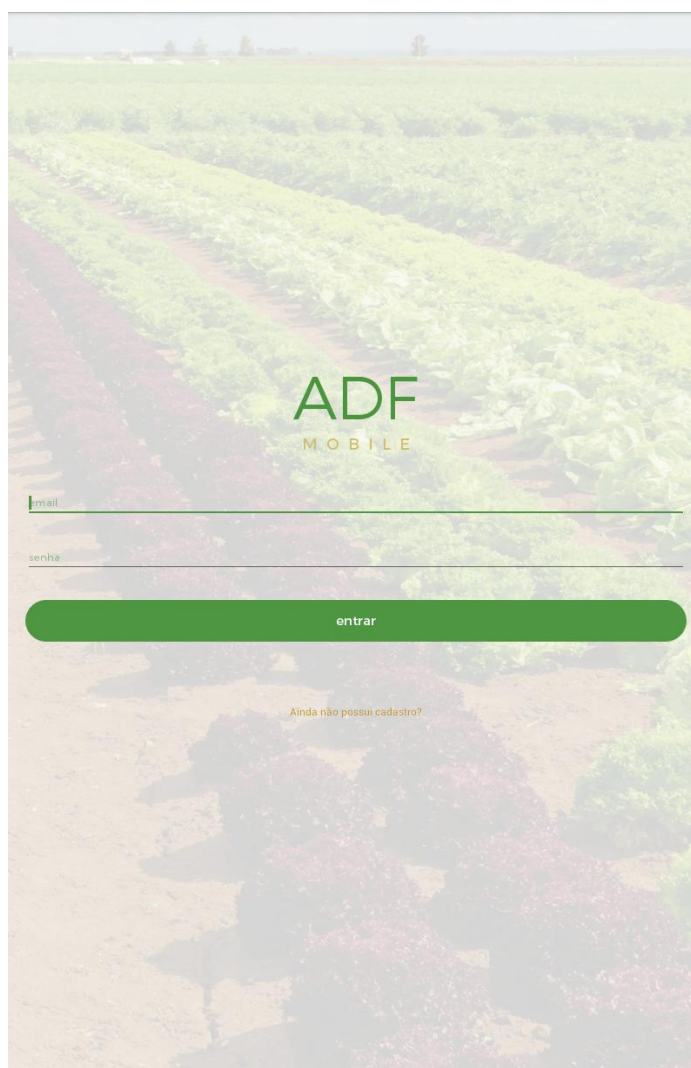 ADF
MOBILE
email
senha
entrar
Ainda não possui cadastro?